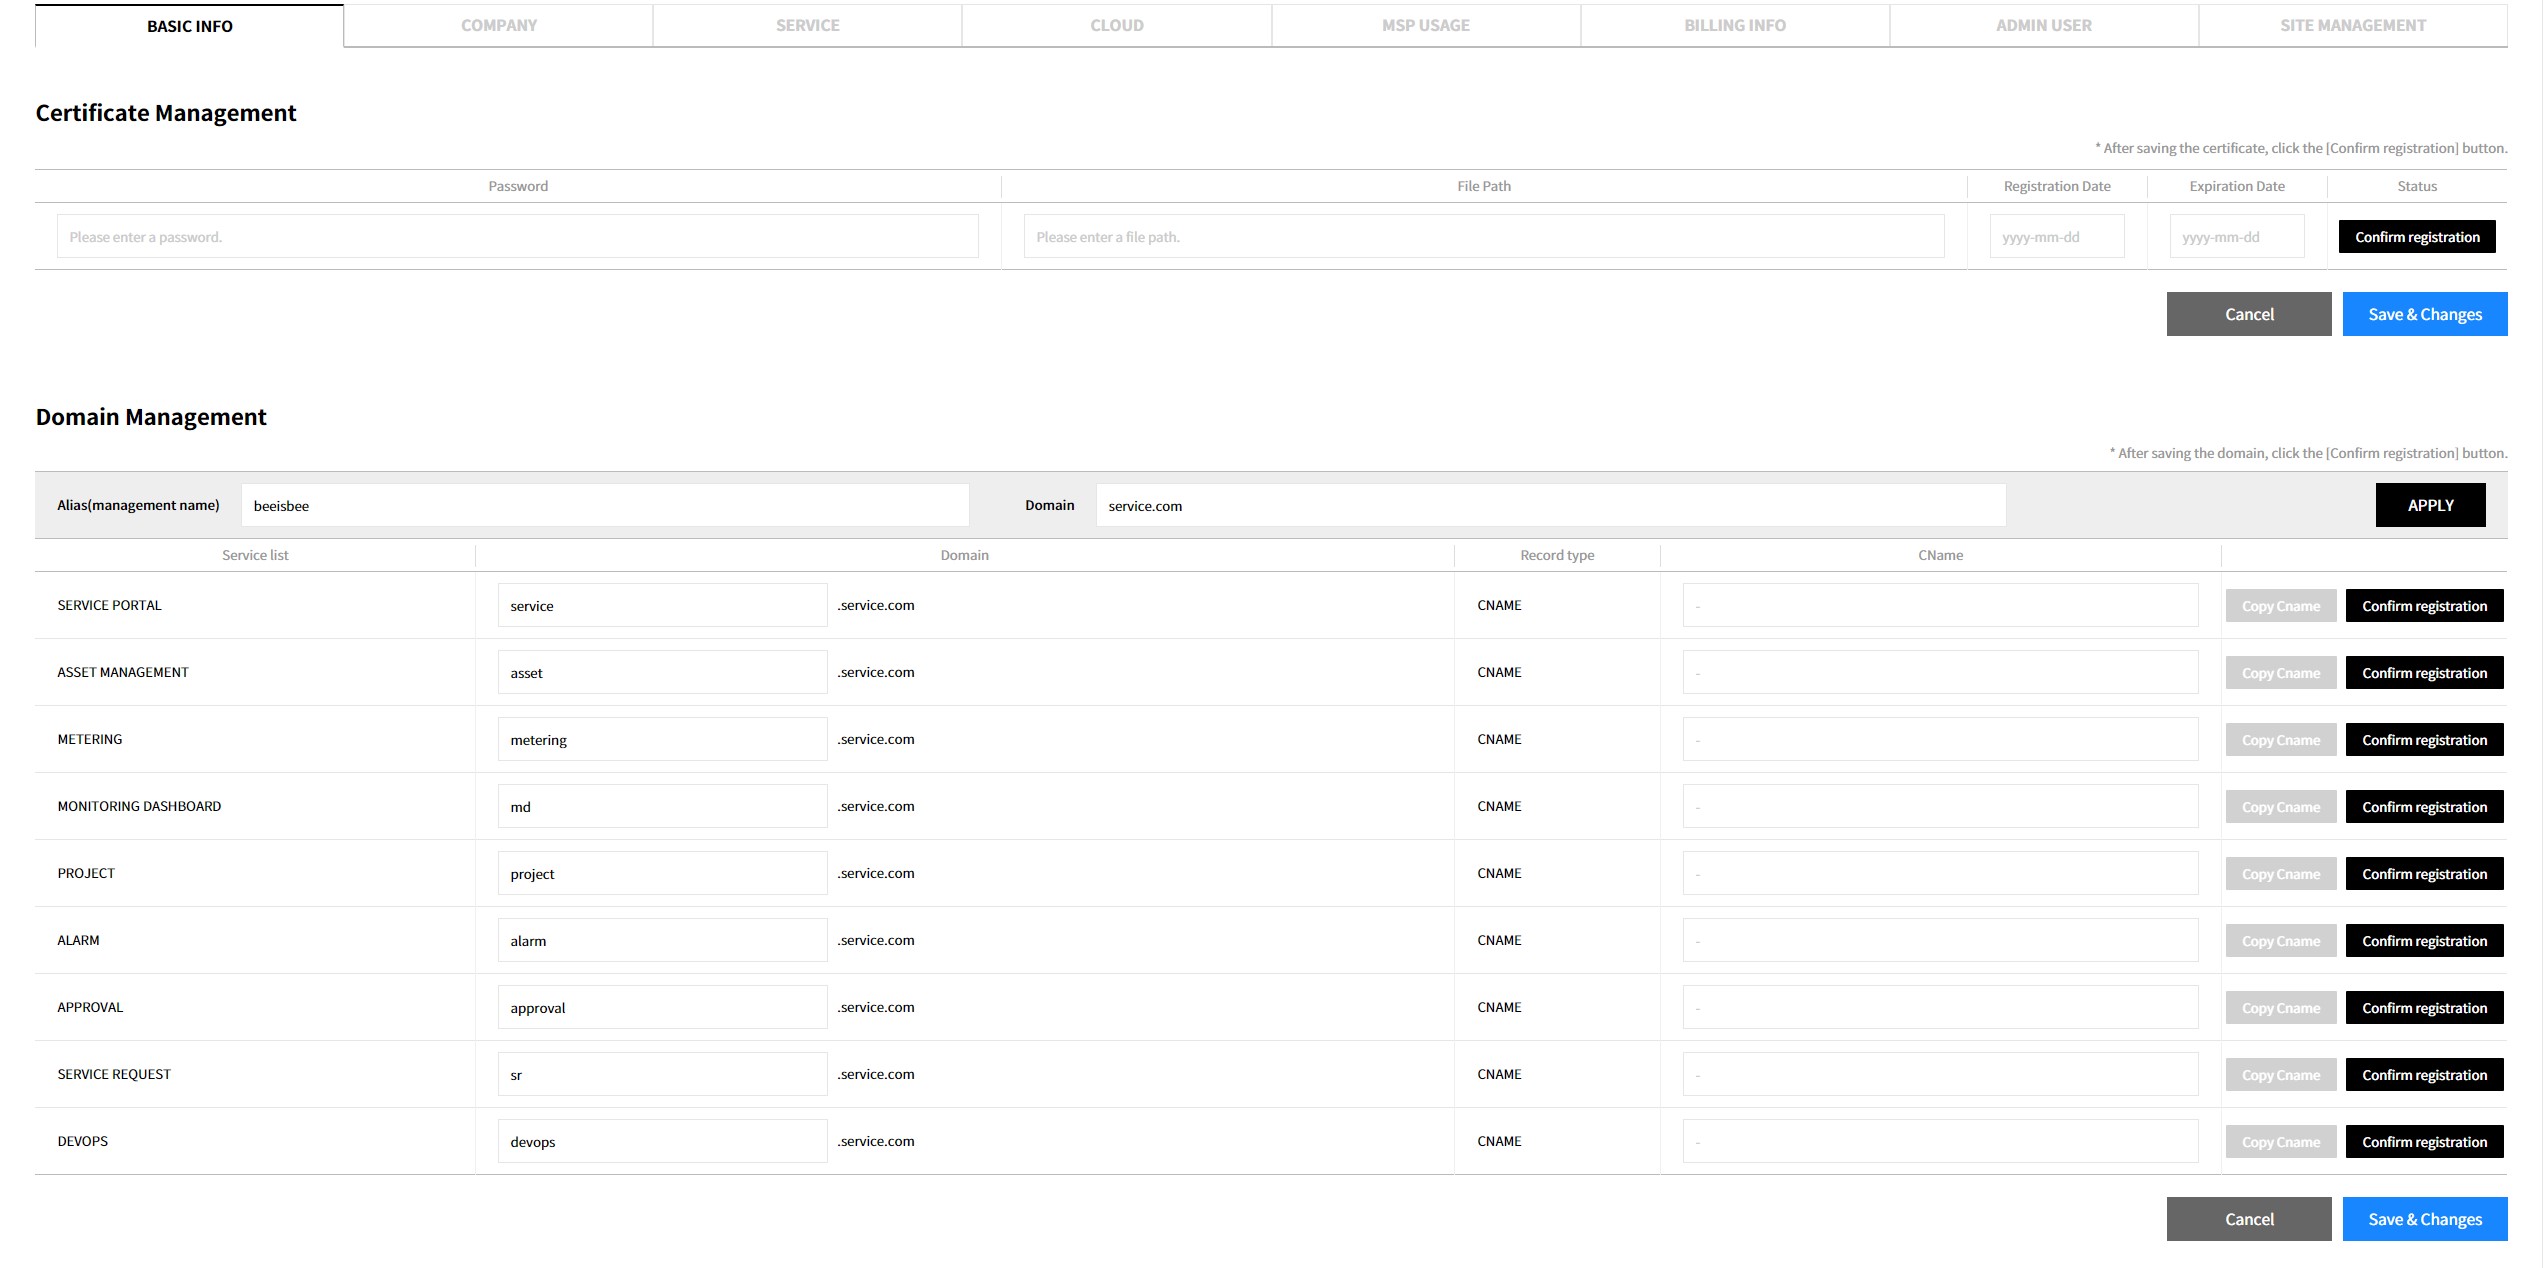 BASIC INFO COMPANY SERVICE CLOUD MSP USAGE BILLING INFO ADMIN USER SITE MANAGEMENT
Certificate Management
* After saving the certificate, click the [Confirm registration] button.
Password File Path Registration Date Expiration Date Status
Please enter a password. Please enter a file path. yyyy-mm-dd yyyy-mm-dd Confirm registration
Cancel Save & Changes
Domain Management
* After saving the domain, click the [Confirm registration] button.
Alias(management name) beeisbee Domain service.com APPLY
Service list Domain Record type CName
SERVICE PORTAL service .service.com CNAME - Copy Cname Confirm registration
ASSET MANAGEMENT asset .service.com CNAME - Copy Cname Confirm registration
METERING metering .service.com CNAME - Copy Cname Confirm registration
MONITORING DASHBOARD md .service.com CNAME - Copy Cname Confirm registration
PROJECT project .service.com CNAME - Copy Cname Confirm registration
ALARM alarm .service.com CNAME - Copy Cname Confirm registration
APPROVAL approval .service.com CNAME - Copy Cname Confirm registration
SERVICE REQUEST sr .service.com CNAME - Copy Cname Confirm registration
DEVOPS devops .service.com CNAME - Copy Cname Confirm registration
Cancel Save & Changes